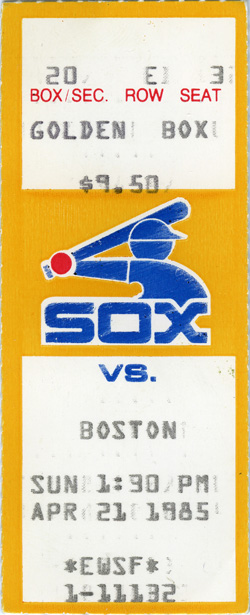 20 E 3
BOX/SEC. ROW SEAT
GOLDEN BOX
$9.50
SOX
VS.
BOSTON
SUN 1:30 PM
APR 21 1985
*EWSF*
1-11132